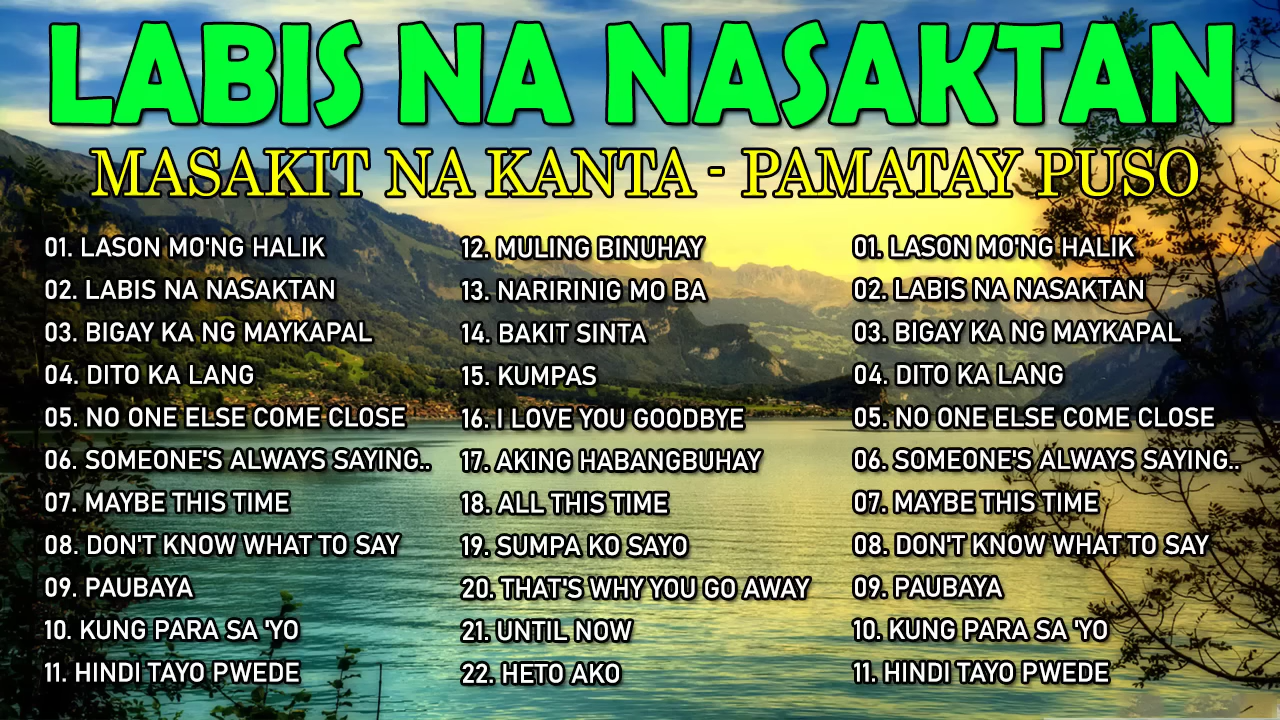 LABIS NA NASAKTAN
MASAKIT NA KANTA - PAMATAY PUSO
01. LASON MO'NG HALIK
02. LABIS NA NASAKTAN
03. BIGAY KA NG MAYKAPAL
04. DITO KA LANG
05. NO ONE ELSE COME CLOSE
06. SOMEONE'S ALWAYS SAYING..
07. MAYBE THIS TIME
08. DON'T KNOW WHAT TO SAY
09. PAUBAYA
10. KUNG PARA SA 'YO
11. HINDI TAYO PWEDE
12. MULING BINUHAY
13. NARIRINIG MO BA
14. BAKIT SINTA
15. KUMPAS
16. I LOVE YOU GOODBYE
17. AKING HABANGBUHAY
18. ALL THIS TIME
19. SUMPA KO SAYO
20. THAT'S WHY YOU GO AWAY
21. UNTIL NOW
22. HETO AKO
01. LASON MO'NG HALIK
02. LABIS NA NASAKTAN
03. BIGAY KA NG MAYKAPAL
04. DITO KA LANG
05. NO ONE ELSE COME CLOSE
06. SOMEONE'S ALWAYS SAYING..
07. MAYBE THIS TIME
08. DON'T KNOW WHAT TO SAY
09. PAUBAYA
10. KUNG PARA SA 'YO
11. HINDI TAYO PWEDE